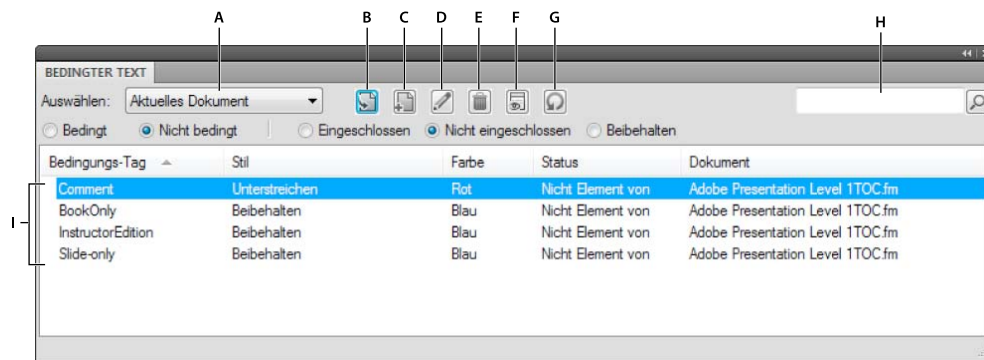 A B C D E F G H
BEDINGTER TEXT
Auswählen: Aktuelles Dokument
Bedingt Nicht bedingt Eingeschlossen Nicht eingeschlossen Beibehalten
Bedingungs-Tag Stil Farbe Status Dokument
Comment Unterstreichen Rot Nicht Element von Adobe Presentation Level 1TOC.fm
BookOnly Beibehalten Blau Nicht Element von Adobe Presentation Level 1TOC.fm
I
InstructorEdition Beibehalten Blau Nicht Element von Adobe Presentation Level 1TOC.fm
Slide-only Beibehalten Blau Nicht Element von Adobe Presentation Level 1TOC.fm